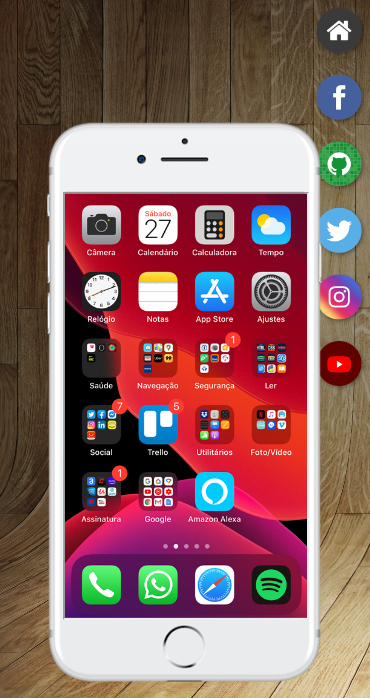 Sábado
27
Câmera
Calendário
Calculadora
Tempo
Relógio
Notas
App Store
Ajustes
1
Saúde
Navegação
Segurança
Ler
7
5
Social
Trello
Utilitários
Foto/Vídeo
1
Assinatura
Google
Amazon Alexa